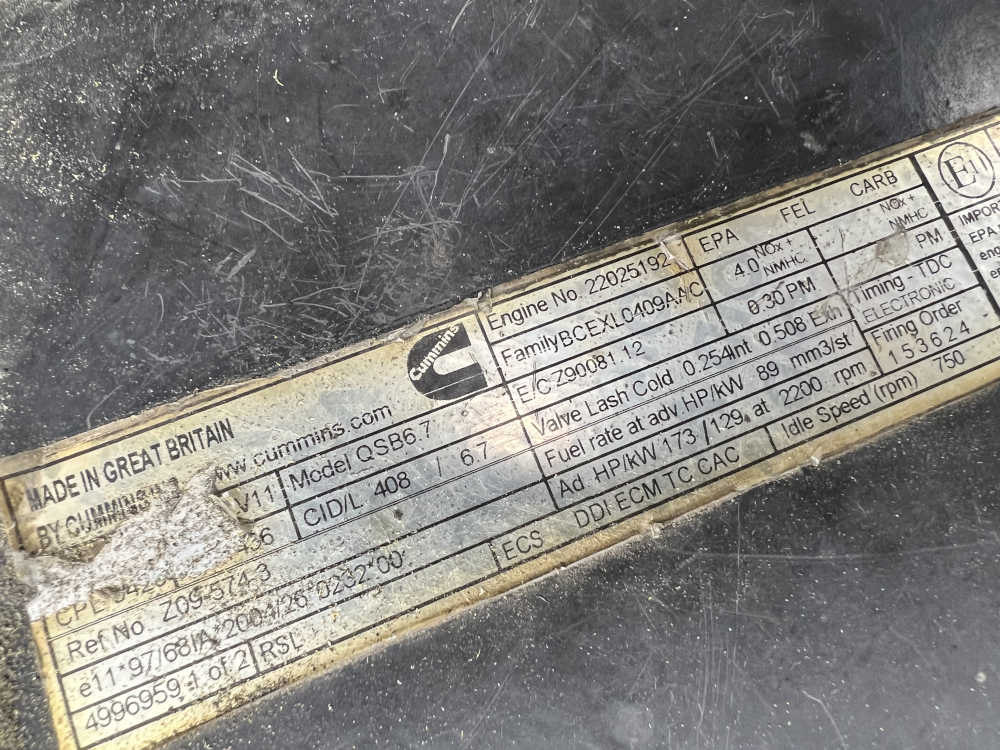 MADE IN GREAT BRITAIN
BY CUMMINS
www.cummins.com
Cummins
V11
Model QSB6.7
CID/L 408 / 6.7
CPL
Ref No Z09-574-3
e11*97/68IA*2004/26*0232*00
4996959 1 of 2
RSL
ECS DDI ECM TC CAC
Engine No. 22025192
Family BCEXL0409AAC
E/C Z90081.12
Valve Lash Cold 0.254Int 0.508 Exh
Fuel rate at adv HP/kW 89 mm3/st
Ad HP/kW 173 / 129 at 2200 rpm
Idle Speed (rpm) 750
EPA FEL CARB
4.0 NOx + NMHC
NOx + NMHC
0.30 PM
PM
Timing - TDC
ELECTRONIC
Firing Order
1 5 3 6 2 4
E11
EPA